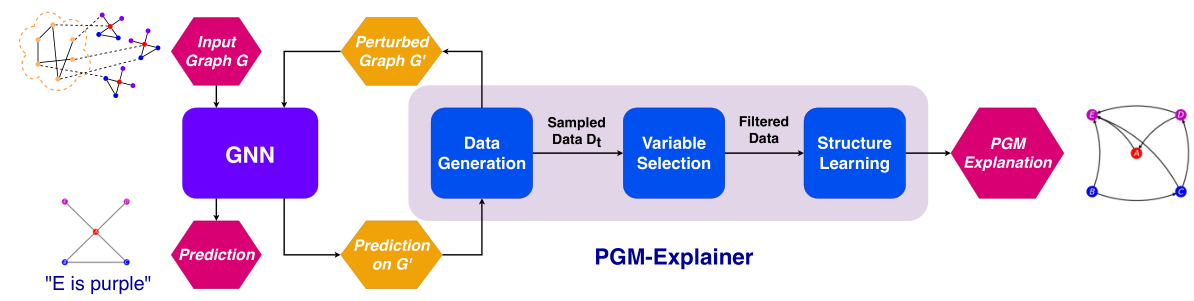 Input
Graph G
Perturbed
Graph G'
GNN
Data
Generation
Sampled
Data Dt
Variable
Selection
Filtered
Data
Structure
Learning
PGM
Explanation
E
D
A
B
C
Prediction
Prediction
on G'
PGM-Explainer
E
D
A
B
C
"E is purple"